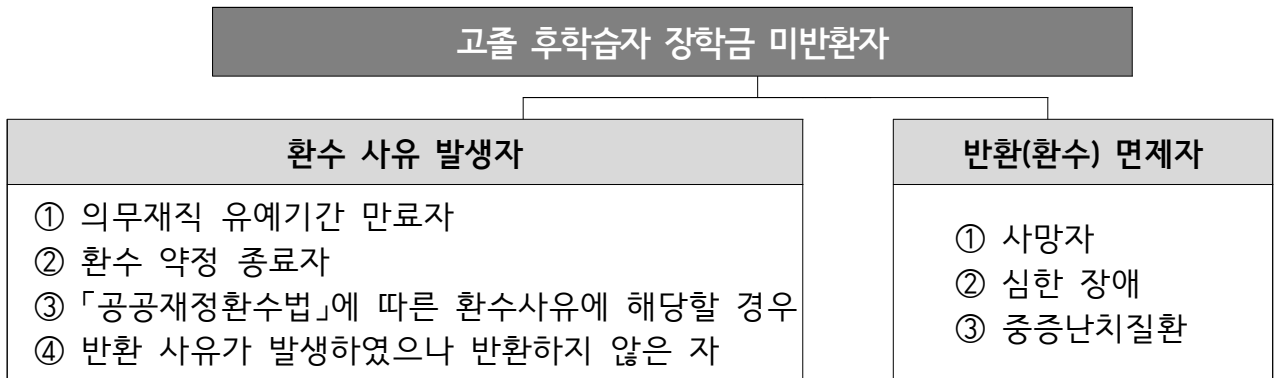 고졸 후학습자 장학금 미반환자
환수 사유 발생자
① 의무재직 유예기간 만료자
② 환수 약정 종료자
③ 「공공재정환수법」에 따른 환수사유에 해당할 경우
④ 반환 사유가 발생하였으나 반환하지 않은 자
반환(환수) 면제자
① 사망자
② 심한 장애
③ 중증난치질환